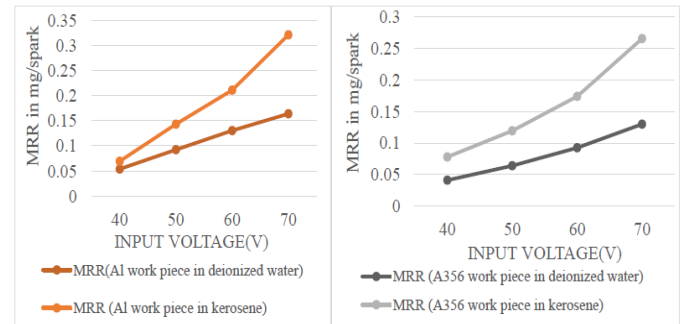 0.35
0.3
0.25
0.2
0.15
0.1
0.05
0
MRR in mg/spark
40 50 60 70
INPUT VOLTAGE(V)
MRR(Al work piece in deionized water)
MRR (Al work piece in kerosene)
0.3
0.25
0.2
0.15
0.1
0.05
0
MRR in mg/spark
40 50 60 70
INPUT VOLTAGE(V)
MRR (A356 work piece in deionized water)
MRR (A356 work piece in kerosene)